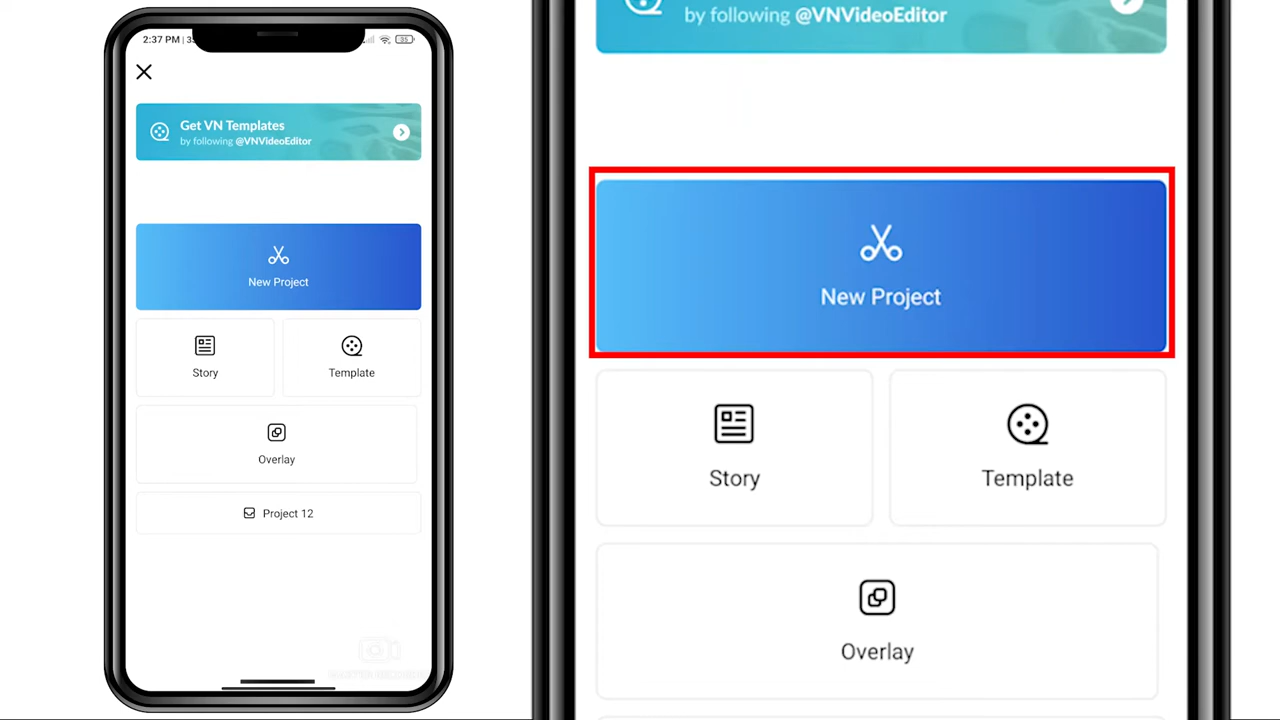 2:37 PM
Get VN Templates
by following @VNVideoEditor
New Project
Story
Template
Overlay
Project 12
by following @VNVideoEditor
New Project
Story
Template
Overlay